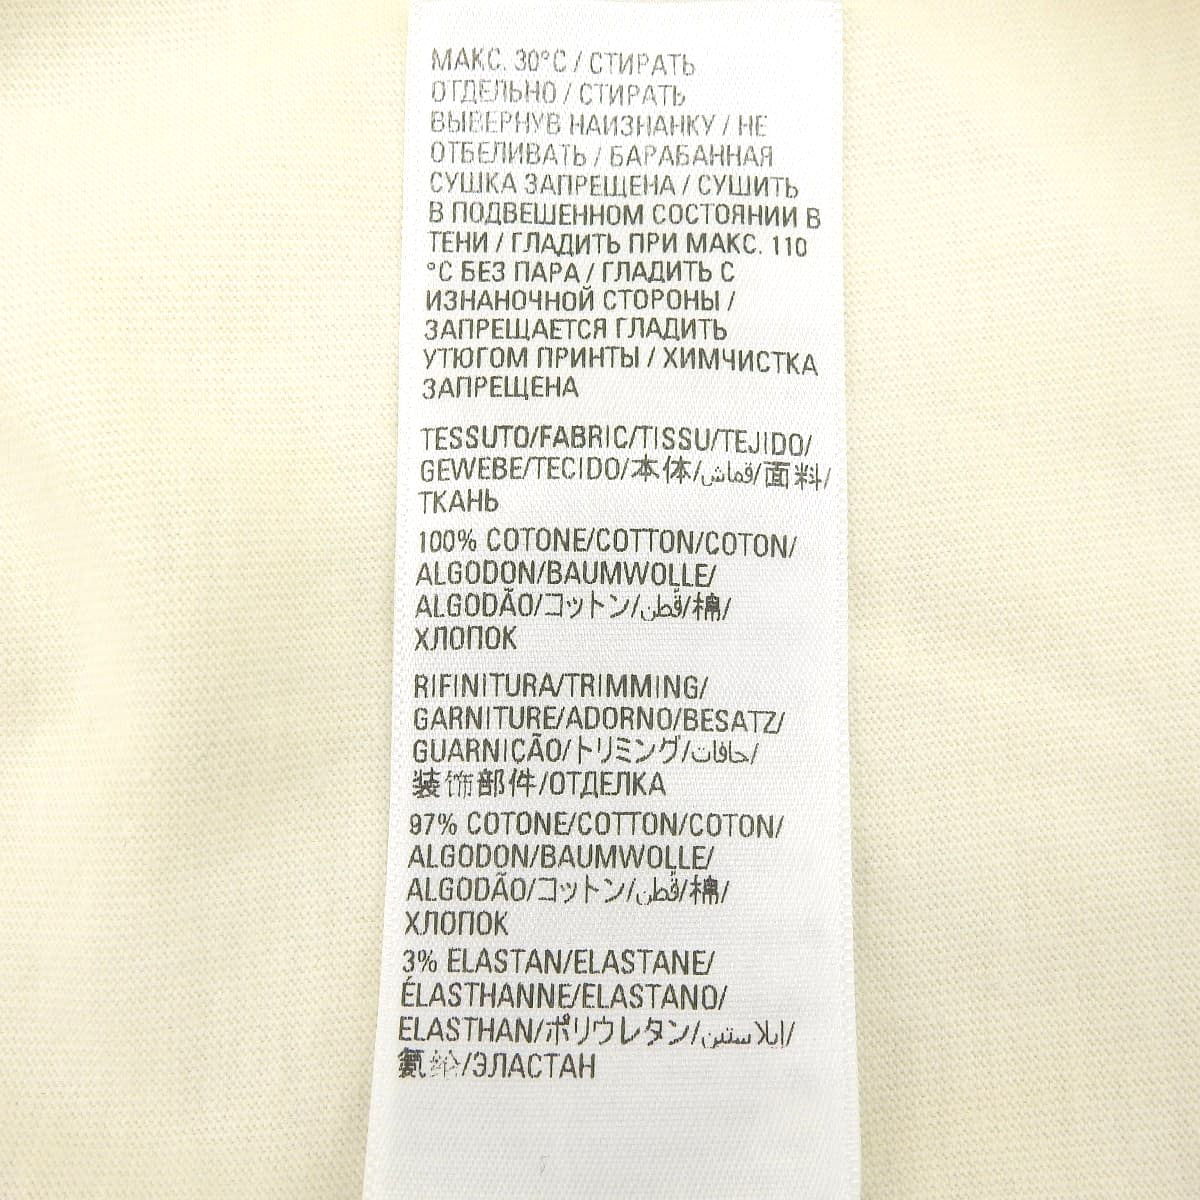 МАКС. 30°C / СТИРАТЬ
ОТДЕЛЬНО / СТИРАТЬ
ВЫВЕРНУВ НАИЗНАНКУ / НЕ
ОТБЕЛИВАТЬ / БАРАБАННАЯ
СУШКА ЗАПРЕЩЕНА / СУШИТЬ
В ПОДВЕШЕННОМ СОСТОЯНИИ В
ТЕНИ / ГЛАДИТЬ ПРИ МАКС. 110
°C БЕЗ ПАРА / ГЛАДИТЬ С
ИЗНАНОЧНОЙ СТОРОНЫ /
ЗАПРЕЩАЕТСЯ ГЛАДИТЬ
УТЮГОМ ПРИНТЫ / ХИМЧИСТКА
ЗАПРЕЩЕНА
TESSUTO/FABRIC/TISSU/TEJIDO/
GEWEBE/TECIDO/本体/قماش/面料/
ТКАНЬ
100% COTONE/COTTON/COTON/
ALGODON/BAUMWOLLE/
ALGODÃO/コットン/قُطن/棉/
ХЛОПОК
RIFINITURA/TRIMMING/
GARNITURE/ADORNO/BESATZ/
GUARNIÇÃO/トリミング/حافات/
装饰部件/ОТДЕЛКА
97% COTONE/COTTON/COTON/
ALGODON/BAUMWOLLE/
ALGODÃO/コットン/قُطن/棉/
ХЛОПОК
3% ELASTAN/ELASTANE/
ÉLASTHANNE/ELASTANO/
ELASTHAN/ポリウレタン/إيلاستين/
氨纶/ЭЛАСТАН